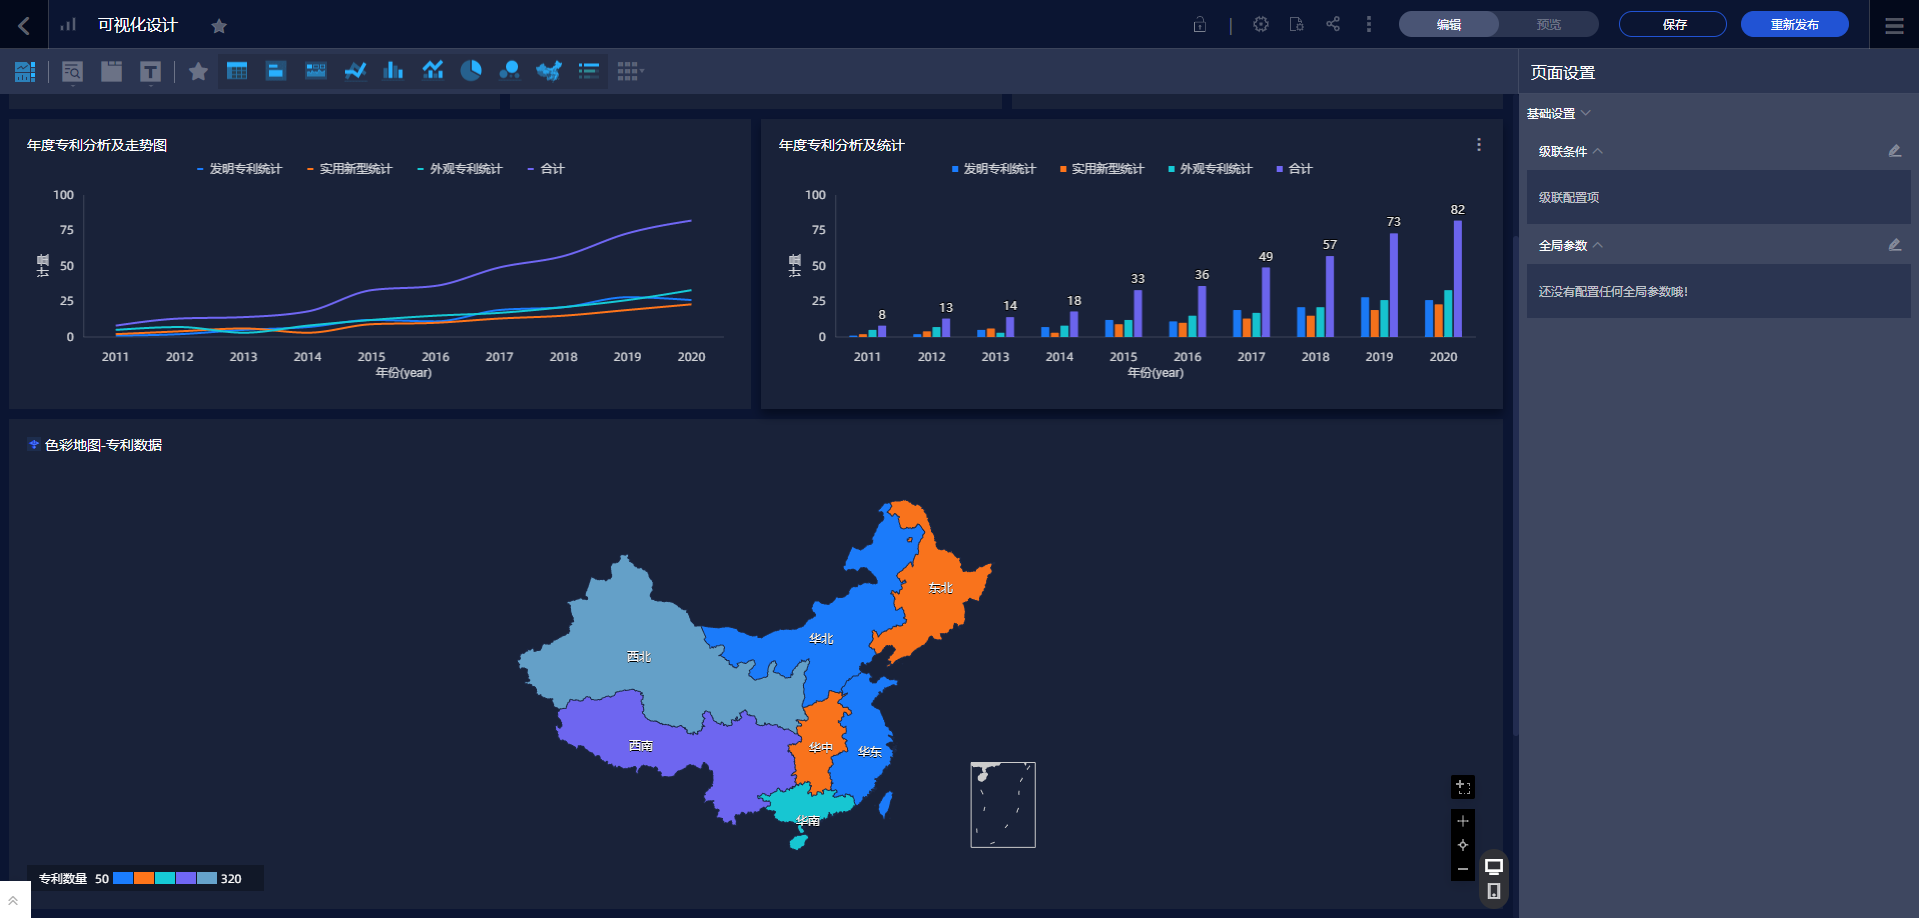 可视化设计
编辑 预览 保存 重新发布
页面设置
基础设置
级联条件
级联配置项
全局参数
还没有配置任何全局参数哦!
年度专利分析及走势图
发明专利统计 实用新型统计 外观专利统计 合计
计量
100
75
50
25
0
2011 2012 2013 2014 2015 2016 2017 2018 2019 2020
年份(year)
年度专利分析及统计
发明专利统计 实用新型统计 外观专利统计 合计
计量
100
75
50
25
0
8 13 14 18 33 36 49 57 73 82
2011 2012 2013 2014 2015 2016 2017 2018 2019 2020
年份(year)
色彩地图-专利数据
东北
华北
西北
西南
华中
华东
华南
专利数量 50 320